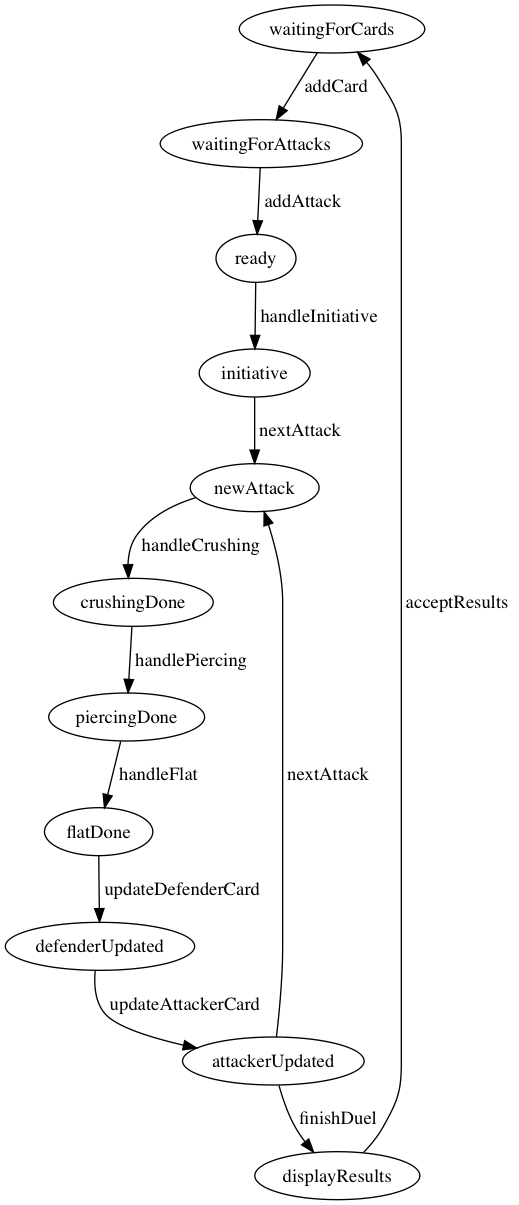 waitingForCards
addCard
waitingForAttacks
addAttack
ready
handleInitiative
initiative
nextAttack
newAttack
handleCrushing
crushingDone
acceptResults
handlePiercing
piercingDone
handleFlat
nextAttack
flatDone
updateDefenderCard
defenderUpdated
updateAttackerCard
attackerUpdated
finishDuel
displayResults